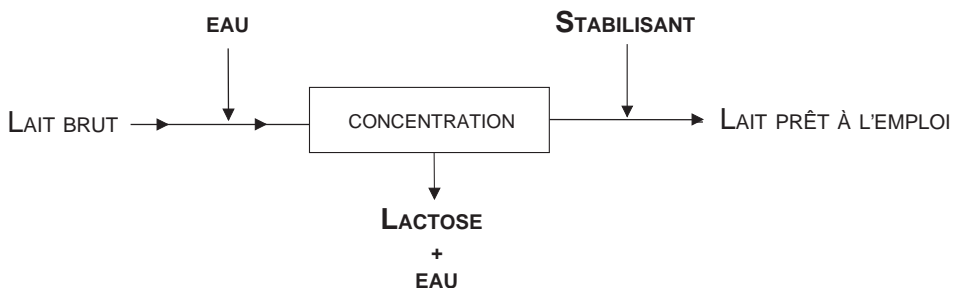 EAU
STABILISANT
LAIT BRUT
CONCENTRATION
LAIT PRÊT À L'EMPLOI
LACTOSE
+
EAU